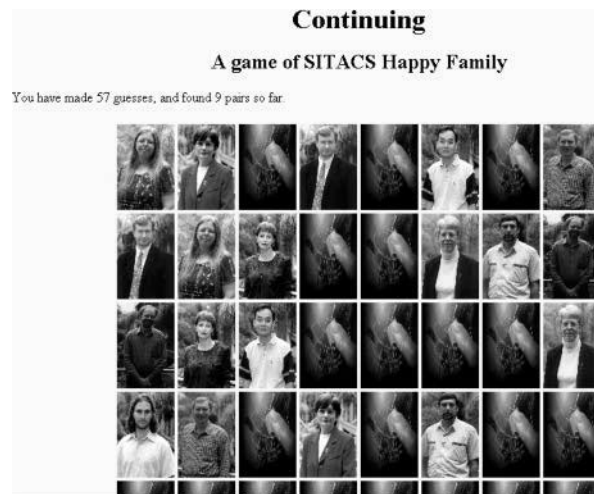 Continuing
A game of SITACS Happy Family
You have made 57 guesses, and found 9 pairs so far.